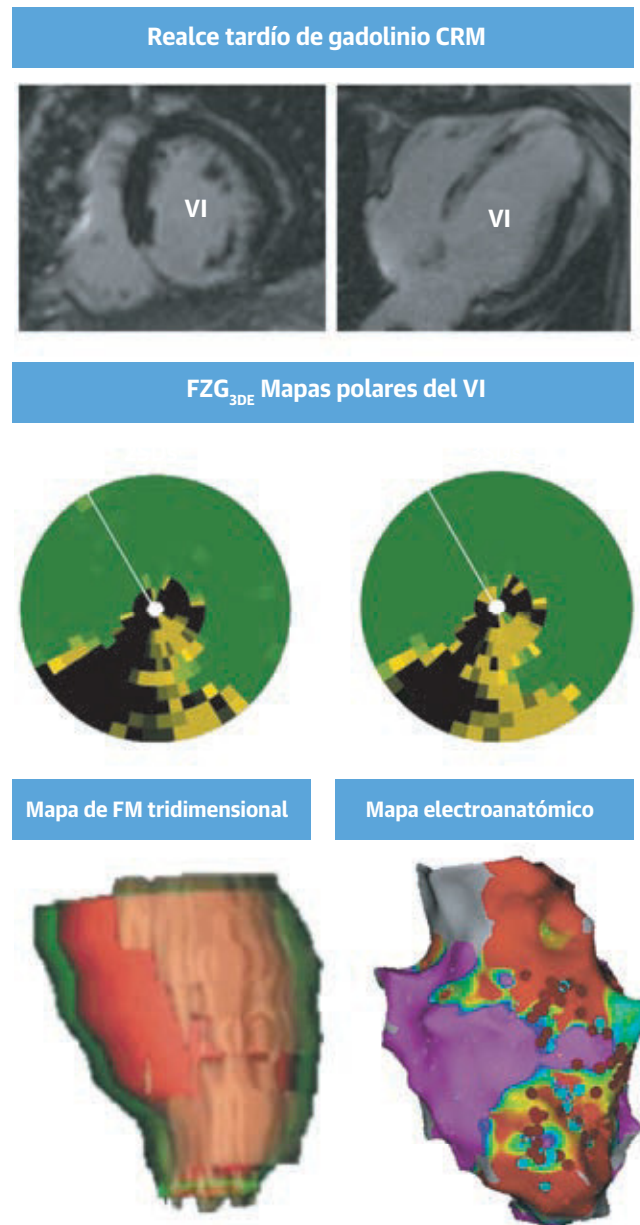 Realce tardío de gadolinio CRM
VI
VI
FZG3DE Mapas polares del VI
Mapa de FM tridimensional
Mapa electroanatómico